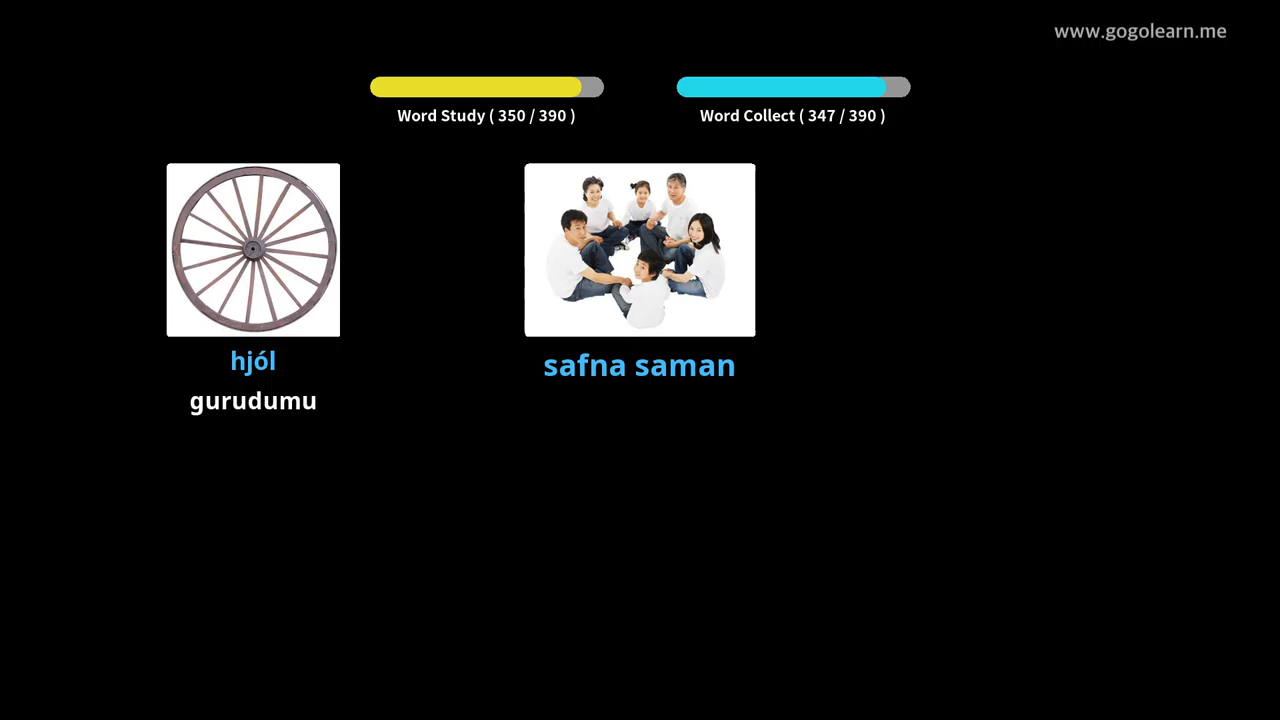 www.gogolearn.me
Word Study ( 350 / 390 )
Word Collect ( 347 / 390 )
hjól
gurudumu
safna saman